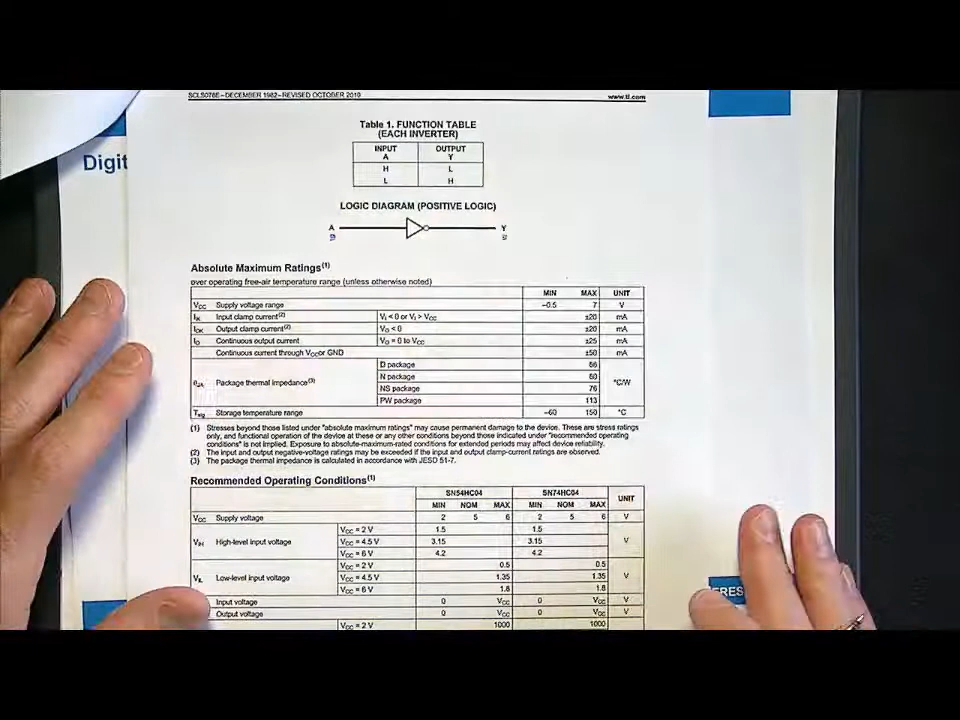 SCLS078E–DECEMBER 1982–REVISED OCTOBER 2010
www.ti.com
Digit
Table 1. FUNCTION TABLE
(EACH INVERTER)
INPUT OUTPUT
A Y
H L
L H
LOGIC DIAGRAM (POSITIVE LOGIC)
A Y
Absolute Maximum Ratings(1)
over operating free-air temperature range (unless otherwise noted)
MIN MAX UNIT
VCC Supply voltage range –0.5 7 V
IIK Input clamp current(2) VI < 0 or VI > VCC ±20 mA
IOK Output clamp current(2) VO < 0 ±20 mA
IO Continuous output current VO = 0 to VCC ±25 mA
Continuous current through VCC or GND ±50 mA
θJA Package thermal impedance(3) D package 86 °C/W
N package 80
NS package 76
PW package 113
Tstg Storage temperature range –60 150 °C
(1) Stresses beyond those listed under "absolute maximum ratings" may cause permanent damage to the device. These are stress ratings
only, and functional operation of the device at these or any other conditions beyond those indicated under "recommended operating
conditions" is not implied. Exposure to absolute-maximum-rated conditions for extended periods may affect device reliability.
(2) The input and output negative-voltage ratings may be exceeded if the input and output clamp-current ratings are observed.
(3) The package thermal impedance is calculated in accordance with JESD 51-7.
Recommended Operating Conditions(1)
SN54HC04 SN74HC04 UNIT
MIN NOM MAX MIN NOM MAX
VCC Supply voltage 2 5 6 2 5 6 V
VIH High-level input voltage VCC = 2 V 1.5 1.5 V
VCC = 4.5 V 3.15 3.15
VCC = 6 V 4.2 4.2
VIL Low-level input voltage VCC = 2 V 0.5 0.5 V
VCC = 4.5 V 1.35 1.35
VCC = 6 V 1.8 1.8
Input voltage 0 VCC 0 VCC V
Output voltage 0 VCC 0 VCC V
VCC = 2 V 1000 1000
ERES